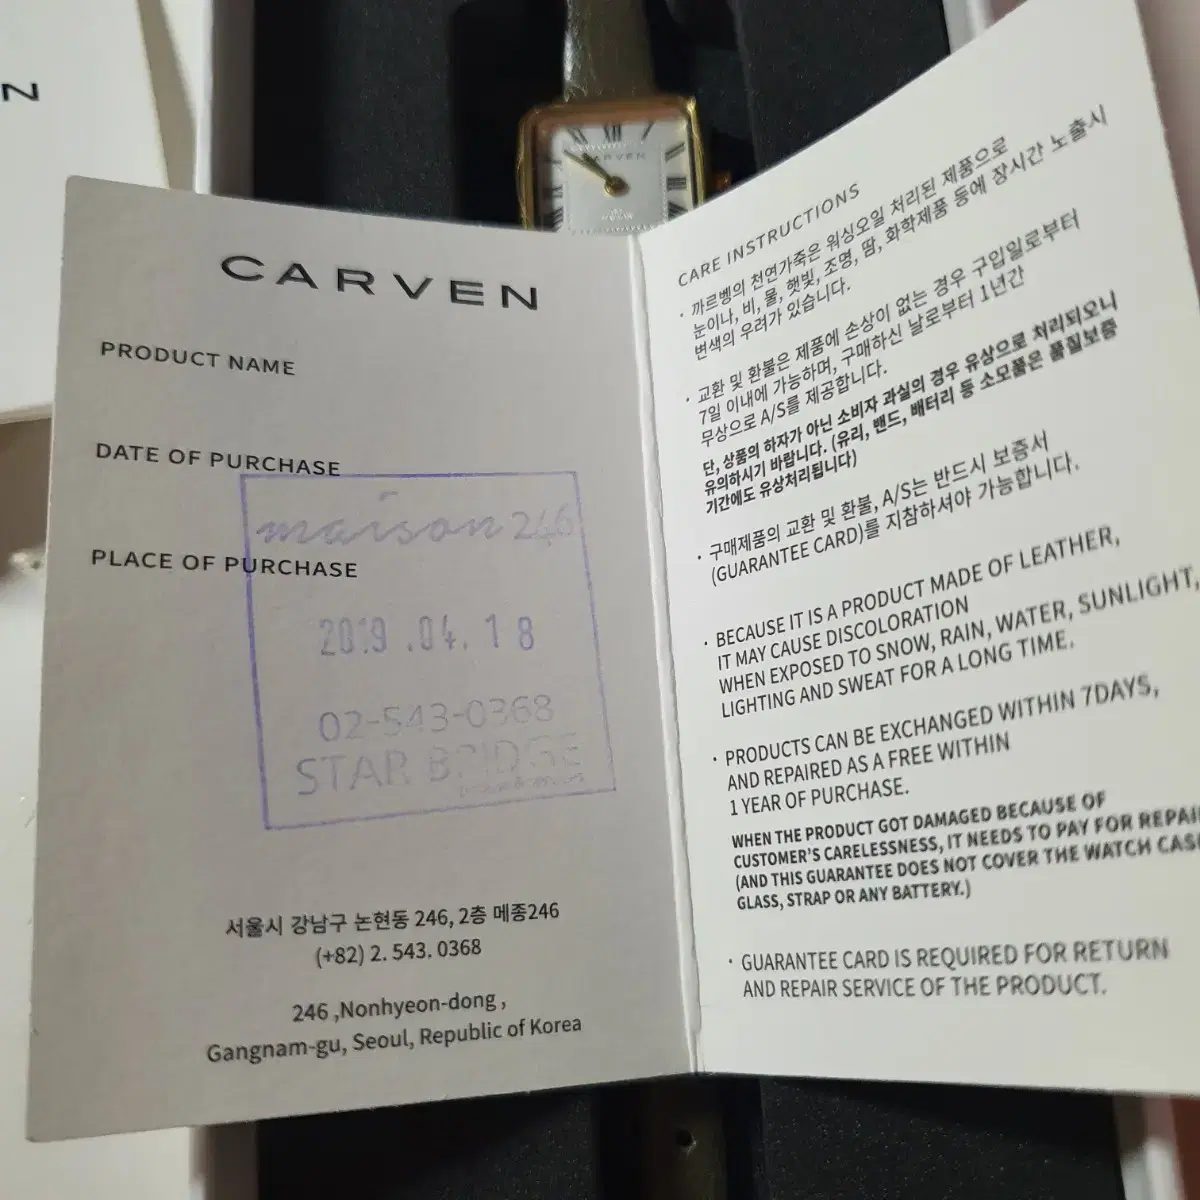 N
CARVEN
CARVEN
PRODUCT NAME
DATE OF PURCHASE
PLACE OF PURCHASE
maison 246
2019.04.18
02-543-0368
STAR BRIDGE
서울시 강남구 논현동 246, 2층 메종246
(+82) 2. 543. 0368
246 ,Nonhyeon-dong ,
Gangnam-gu, Seoul, Republic of Korea
CARE INSTRUCTIONS
· 까르벵의 천연가죽은 워싱오일 처리된 제품으로
눈이나, 비, 물, 햇빛, 조명, 땀, 화학제품 등에 장시간 노출시
변색의 우려가 있습니다.
· 교환 및 환불은 제품에 손상이 없는 경우 구입일로부터
7일 이내에 가능하며, 구매하신 날로부터 1년간
무상으로 A/S를 제공합니다.
단, 상품의 하자가 아닌 소비자 과실의 경우 유상으로 처리되오니
유의하시기 바랍니다. (유리, 밴드, 배터리 등 소모품은 품질보증
기간에도 유상처리됩니다)
· 구매제품의 교환 및 환불, A/S는 반드시 보증서
(GUARANTEE CARD)를 지참하셔야 가능합니다.
· BECAUSE IT IS A PRODUCT MADE OF LEATHER,
IT MAY CAUSE DISCOLORATION
WHEN EXPOSED TO SNOW, RAIN, WATER, SUNLIGHT,
LIGHTING AND SWEAT FOR A LONG TIME.
· PRODUCTS CAN BE EXCHANGED WITHIN 7DAYS,
AND REPAIRED AS A FREE WITHIN
1 YEAR OF PURCHASE.
WHEN THE PRODUCT GOT DAMAGED BECAUSE OF
CUSTOMER'S CARELESSNESS, IT NEEDS TO PAY FOR REPAI
(AND THIS GUARANTEE DOES NOT COVER THE WATCH CAS
GLASS, STRAP OR ANY BATTERY.)
· GUARANTEE CARD IS REQUIRED FOR RETURN
AND REPAIR SERVICE OF THE PRODUCT.